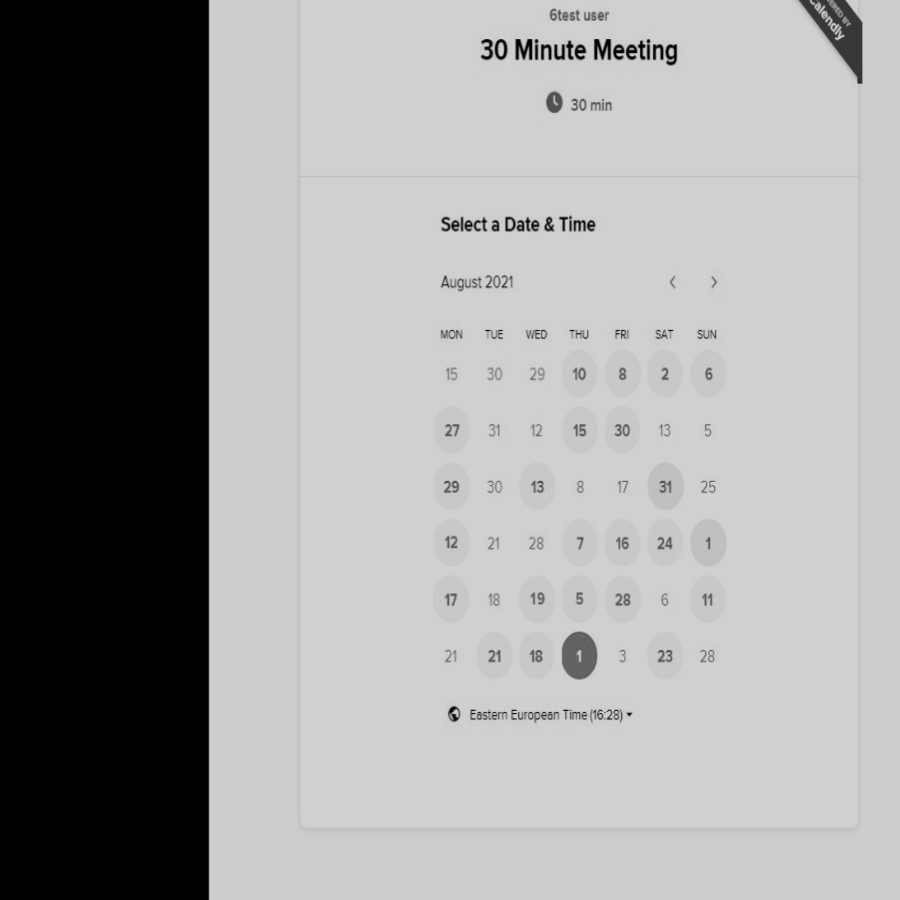 6test user
30 Minute Meeting
30 min
Calendly
Select a Date & Time
August 2021
MON TUE WED THU FRI SAT SUN
15 30 29 10 8 2 6
27 31 12 15 30 13 5
29 30 13 8 17 31 25
12 21 28 7 16 24 1
17 18 19 5 28 6 11
21 21 18 1 3 23 28
Eastern European Time (16:28)